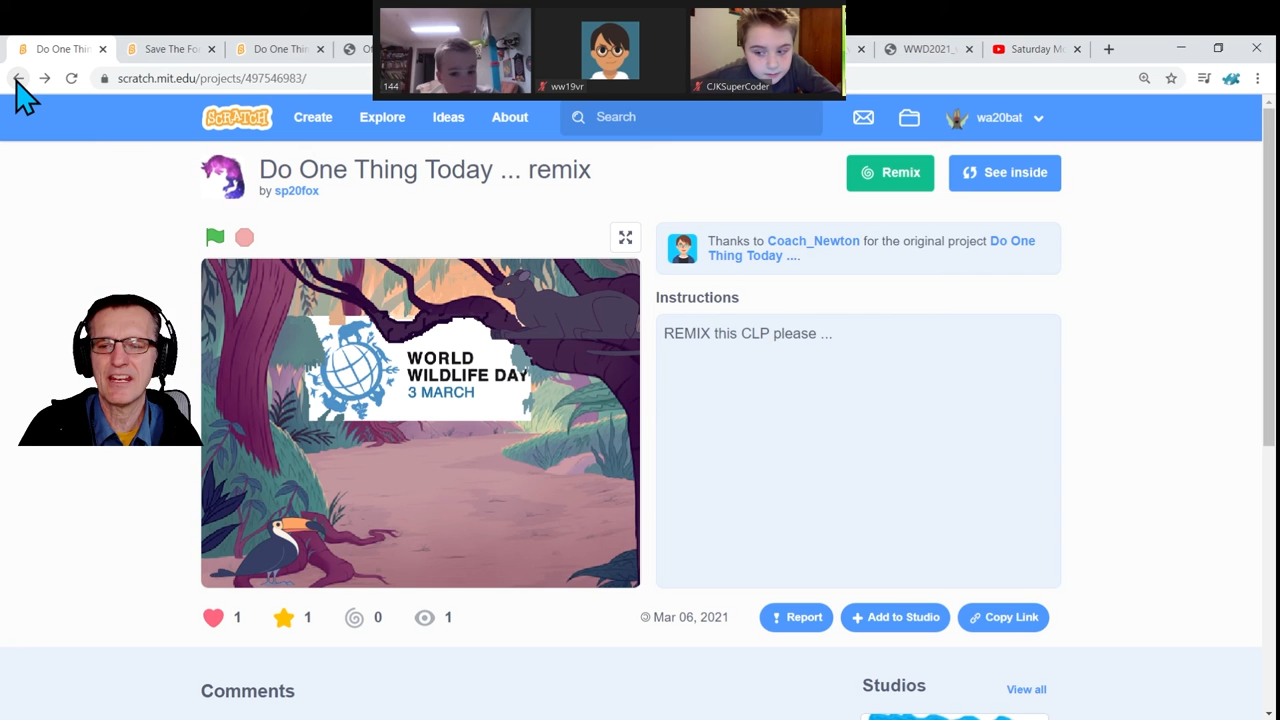 Do One Thin
Save The Fo
Do One Thin
Of
WWD2021_
Saturday Mo
144
ww19vr
CJKSuperCoder
scratch.mit.edu/projects/497546983/
SCRATCH
Create
Explore
Ideas
About
Search
wa20bat
Do One Thing Today ... remix
by sp20fox
Remix
See inside
Thanks to Coach_Newton for the original project Do One
Thing Today ....
Instructions
REMIX this CLP please ...
WORLD
WILDLIFE DAY
3 MARCH
1
1
0
1
Mar 06, 2021
Report
Add to Studio
Copy Link
Comments
Studios
View all